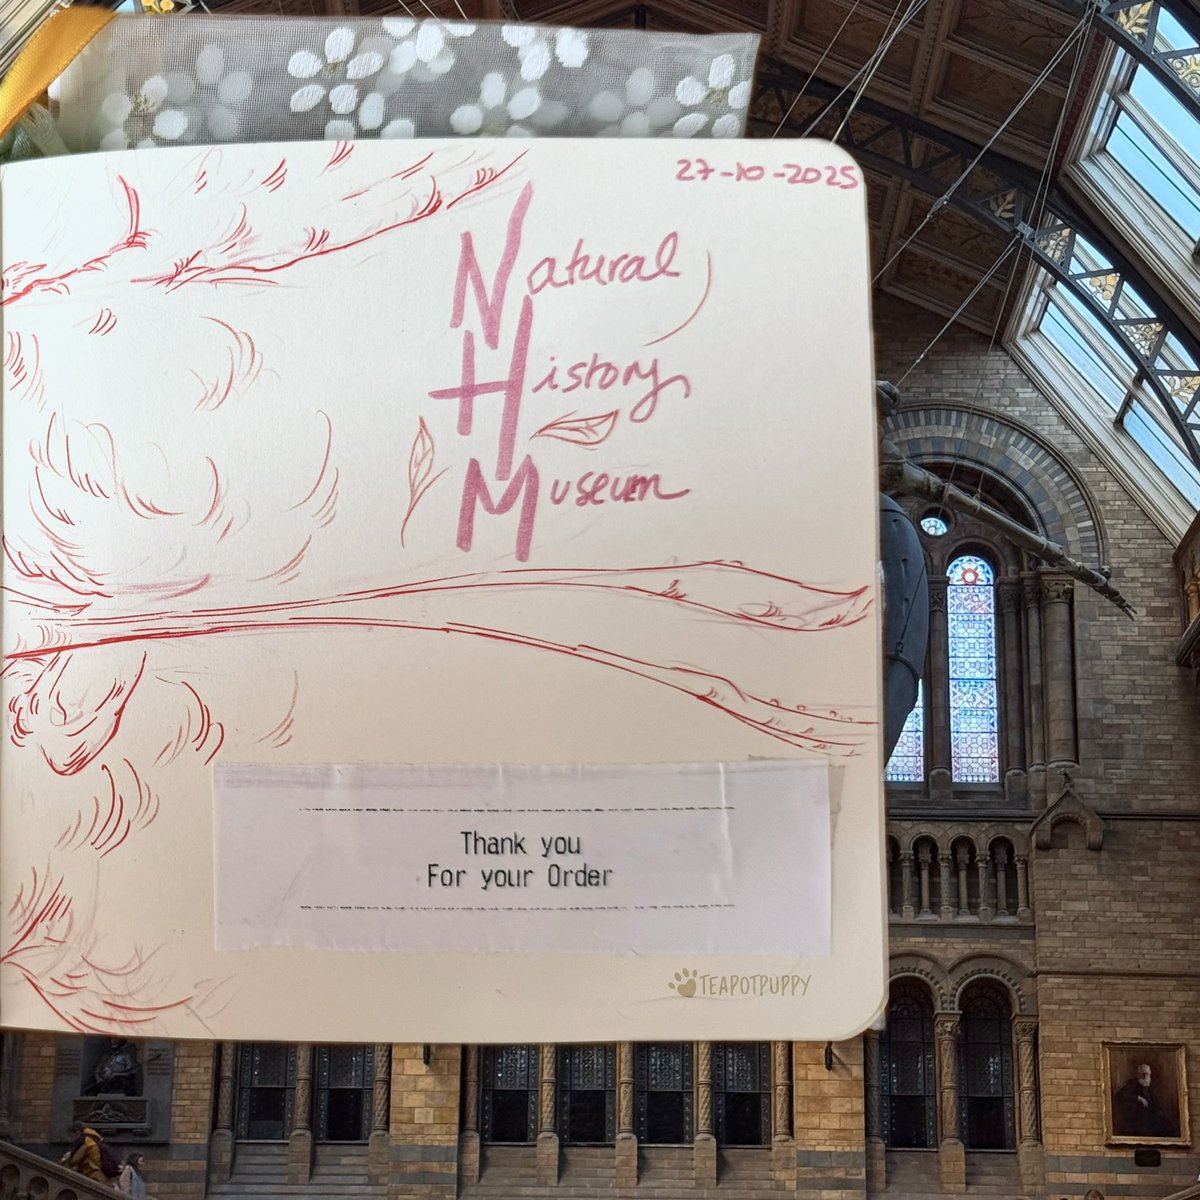 27-10-2025
Natural
History
Museum
Thank you
For your Order
TEAPOTPUPPY